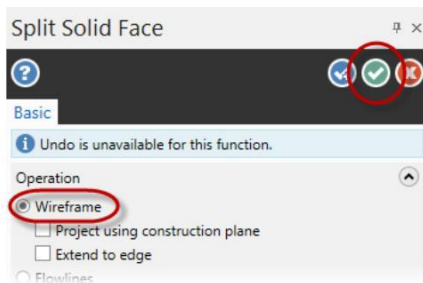 Split Solid Face
Basic
Undo is unavailable for this function.
Operation
Wireframe
Project using construction plane
Extend to edge
Flowlines